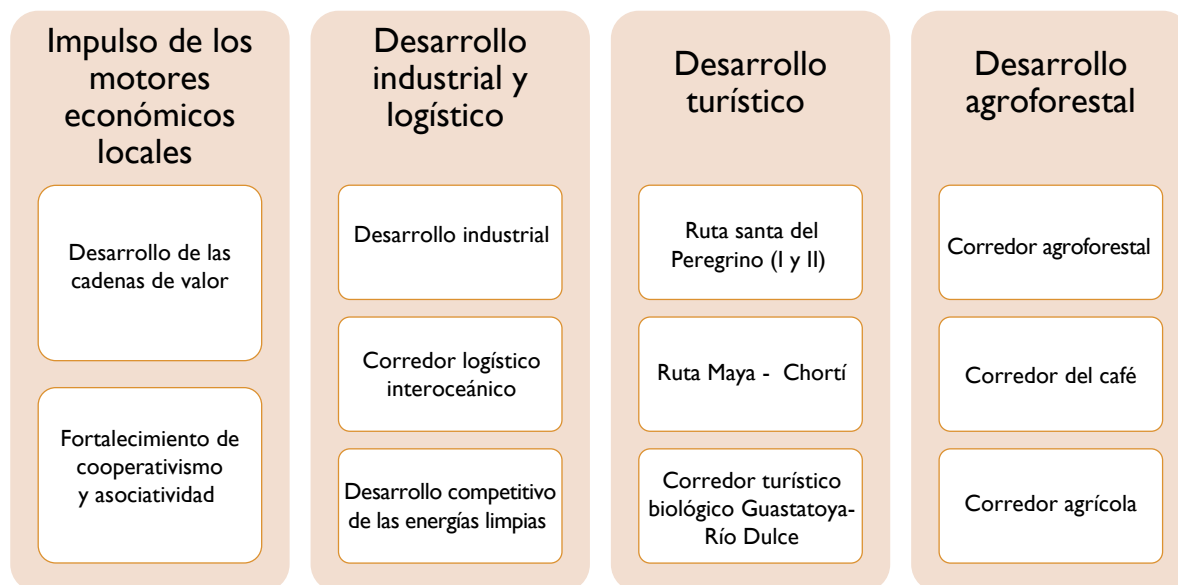 Impulso de los
motores
económicos
locales
Desarrollo de las
cadenas de valor
Fortalecimiento de
cooperativismo
y asociatividad
Desarrollo
industrial y
logístico
Desarrollo industrial
Corredor logístico
interoceánico
Desarrollo competitivo
de las energías limpias
Desarrollo
turístico
Ruta santa del
Peregrino (I y II)
Ruta Maya - Chortí
Corredor turístico
biológico Guastatoya-
Río Dulce
Desarrollo
agroforestal
Corredor agroforestal
Corredor del café
Corredor agrícola